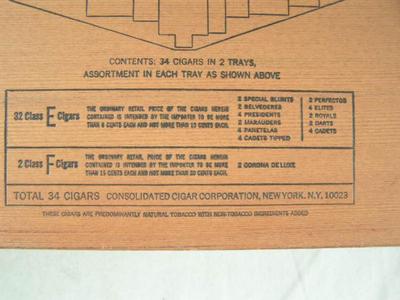 CONTENTS: 34 CIGARS IN 2 TRAYS,
ASSORTMENT IN EACH TRAY AS SHOWN ABOVE
32 Class E Cigars
THE ORDINARY RETAIL PRICE OF THE CIGARS HEREIN
CONTAINED IS INTENDED BY THE IMPORTER TO BE MORE
THAN 8 CENTS EACH AND NOT MORE THAN 15 CENTS EACH.
2 SPECIAL BLUNTS
2 BELVEDERES
4 PRESIDENTS
2 MARAUDERS
4 PANETELAS
4 CADETS TIPPED
2 PERFECTOS
4 ELITES
2 ROYALS
2 DARTS
4 CADETS
2 Class F Cigars
THE ORDINARY RETAIL PRICE OF THE CIGARS HEREIN
CONTAINED IS INTENDED BY THE IMPORTER TO BE MORE
THAN 15 CENTS EACH AND NOT MORE THAN 20 CENTS EACH.
2 CORONA DE LUXE
TOTAL 34 CIGARS CONSOLIDATED CIGAR CORPORATION, NEW YORK, N.Y. 10023
THESE CIGARS ARE PREDOMINANTLY NATURAL TOBACCO WITH NON-TOBACCO INGREDIENTS ADDED